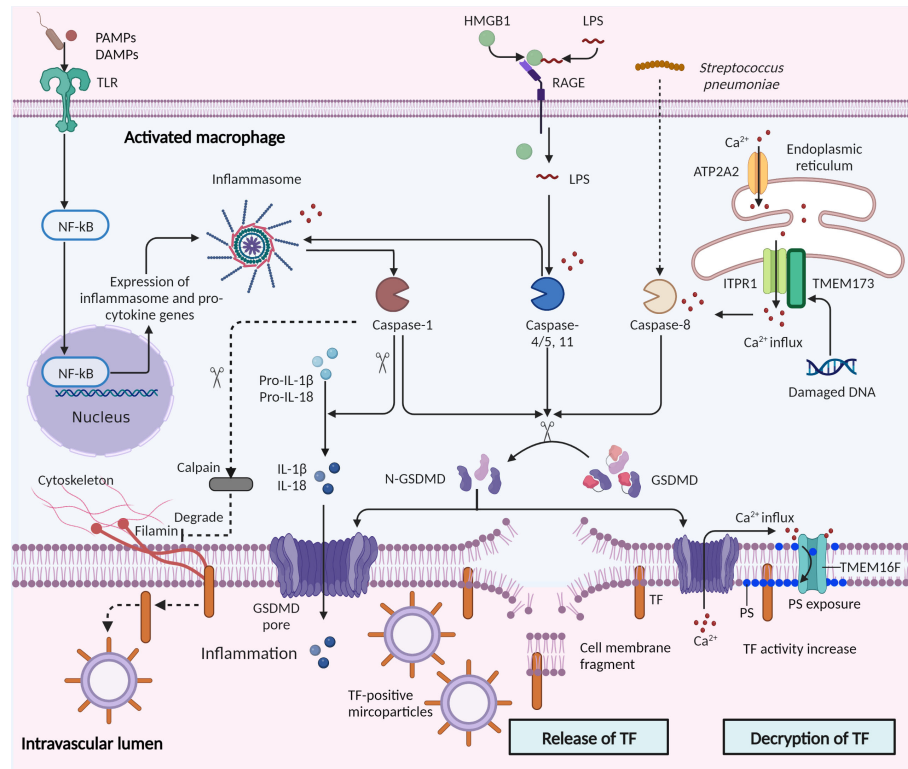 PAMPs
DAMPs
TLR
HMGB1
LPS
RAGE
Streptococcus
pneumoniae
Activated macrophage
Ca2+
Endoplasmic
reticulum
ATP2A2
Inflammasome
LPS
NF-kB
Expression of
inflammasome and pro-
cytokine genes
ITPR1
TMEM173
Caspase-1
Caspase-
4/5, 11
Caspase-8
Ca2+ influx
NF-kB
Nucleus
Pro-IL-1β
Pro-IL-18
Damaged DNA
Calpain
IL-1β
IL-18
N-GSDMD
GSDMD
Cytoskeleton
Filamin
Degrade
Ca2+ influx
TMEM16F
GSDMD
pore
TF
PS
PS exposure
Inflammation
Ca2+
Cell membrane
fragment
TF activity increase
TF-positive
mircoparticles
Intravascular lumen
Release of TF
Decryption of TF